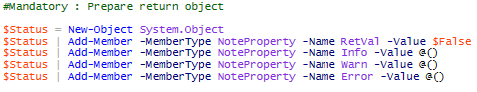 #Mandatory : Prepare return object
$Status = New-Object System.Object
$Status | Add-Member -MemberType NoteProperty -Name RetVal -Value $False
$Status | Add-Member -MemberType NoteProperty -Name Info -Value @()
$Status | Add-Member -MemberType NoteProperty -Name Warn -Value @()
$Status | Add-Member -MemberType NoteProperty -Name Error -Value @()